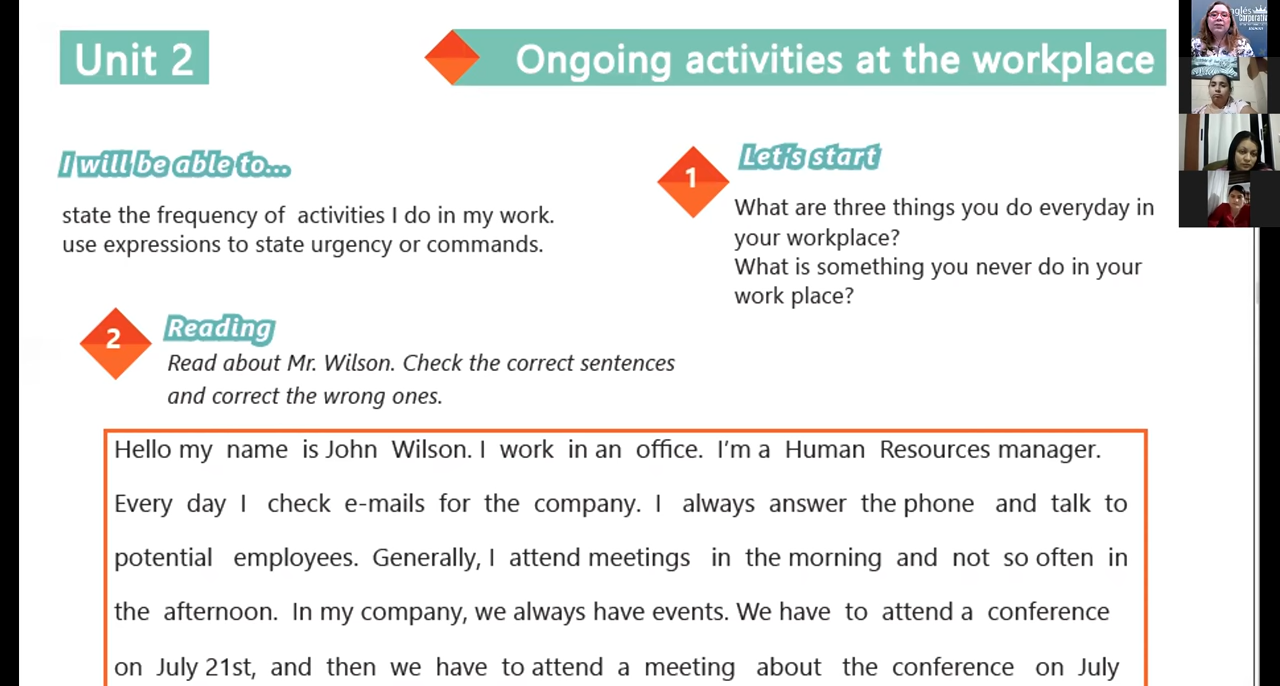 Unit 2
Ongoing activities at the workplace
I will be able to...
state the frequency of activities I do in my work.
use expressions to state urgency or commands.
1
Let's start
What are three things you do everyday in
your workplace?
What is something you never do in your
work place?
2
Reading
Read about Mr. Wilson. Check the correct sentences
and correct the wrong ones.
Hello my name is John Wilson. I work in an office. I'm a Human Resources manager.
Every day I check e-mails for the company. I always answer the phone and talk to
potential employees. Generally, I attend meetings in the morning and not so often in
the afternoon. In my company, we always have events. We have to attend a conference
on July 21st, and then we have to attend a meeting about the conference on July